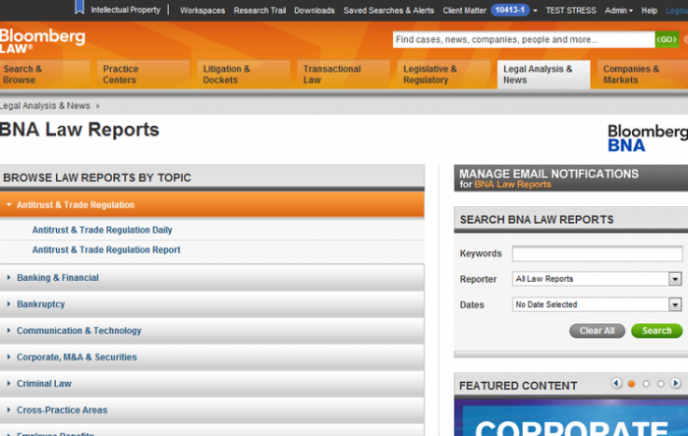 Intellectual Property | Workspaces Research Trail Downloads Saved Searches & Alerts Client Matter 10413-1 TEST STRESS Admin Help
Bloomberg
LAW®
Find cases, news, companies, people and more... GO
Search &
Browse
Practice
Centers
Litigation &
Dockets
Transactional
Law
Legislative &
Regulatory
Legal Analysis &
News
Companies &
Markets
Legal Analysis & News
BNA Law Reports
Bloomberg
BNA
BROWSE LAW REPORTS BY TOPIC
Antitrust & Trade Regulation
Antitrust & Trade Regulation Daily
Antitrust & Trade Regulation Report
Banking & Financial
Bankruptcy
Communication & Technology
Corporate, M&A & Securities
Criminal Law
Cross-Practice Areas
Employee Benefits
MANAGE EMAIL NOTIFICATIONS
for BNA Law Reports
SEARCH BNA LAW REPORTS
Keywords
Reporter All Law Reports
Dates No Date Selected
Clear All Search
FEATURED CONTENT
CORPORATE